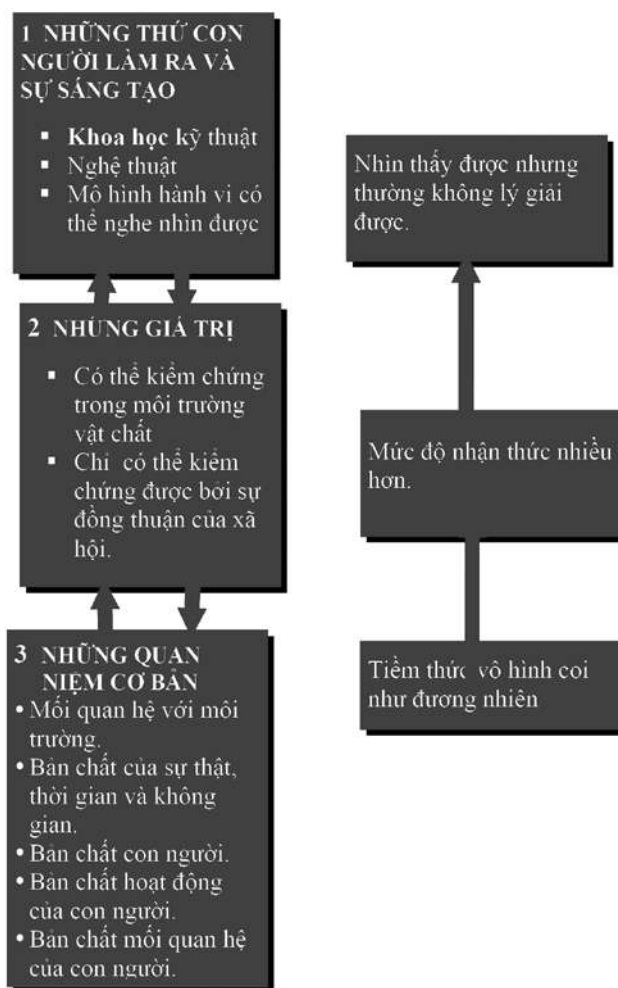 1 NHỮNG THỨ CON
NGƯỜI LÀM RA VÀ
SỰ SÁNG TẠO
▪ Khoa học kỹ thuật
▪ Nghệ thuật
▪ Mô hình hành vi có
thể nghe nhìn được
Nhìn thấy được nhưng
thường không lý giải
được.
2 NHỮNG GIÁ TRỊ
▪ Có thể kiểm chứng
trong môi trường
vật chất
▪ Chỉ có thể kiểm
chứng được bởi sự
đồng thuận của xã
hội.
Mức độ nhận thức nhiều
hơn.
3 NHỮNG QUAN
NIỆM CƠ BẢN
• Mối quan hệ với môi
trường.
• Bản chất của sự thật,
thời gian và không
gian.
• Bản chất con người.
• Bản chất hoạt động
của con người.
• Bản chất mối quan hệ
của con người.
Tiềm thức vô hình coi
như đương nhiên